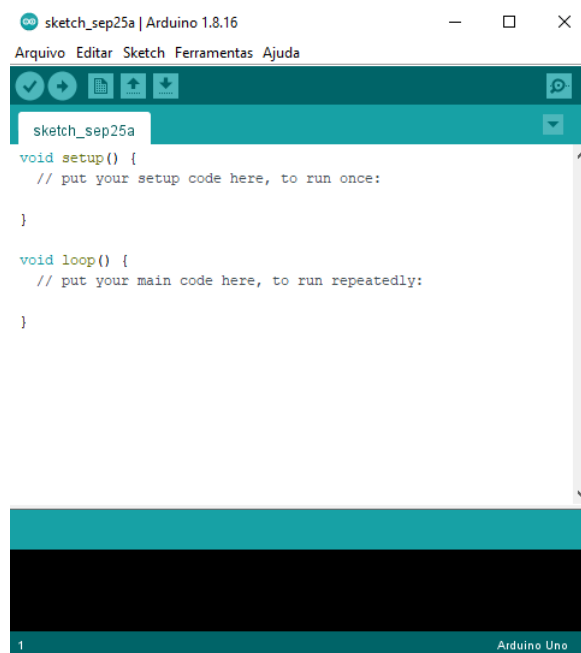 sketch_sep25a | Arduino 1.8.16
Arquivo Editar Sketch Ferramentas Ajuda
sketch_sep25a
void setup() {
  // put your setup code here, to run once:
}
void loop() {
  // put your main code here, to run repeatedly:
}
1 Arduino Uno